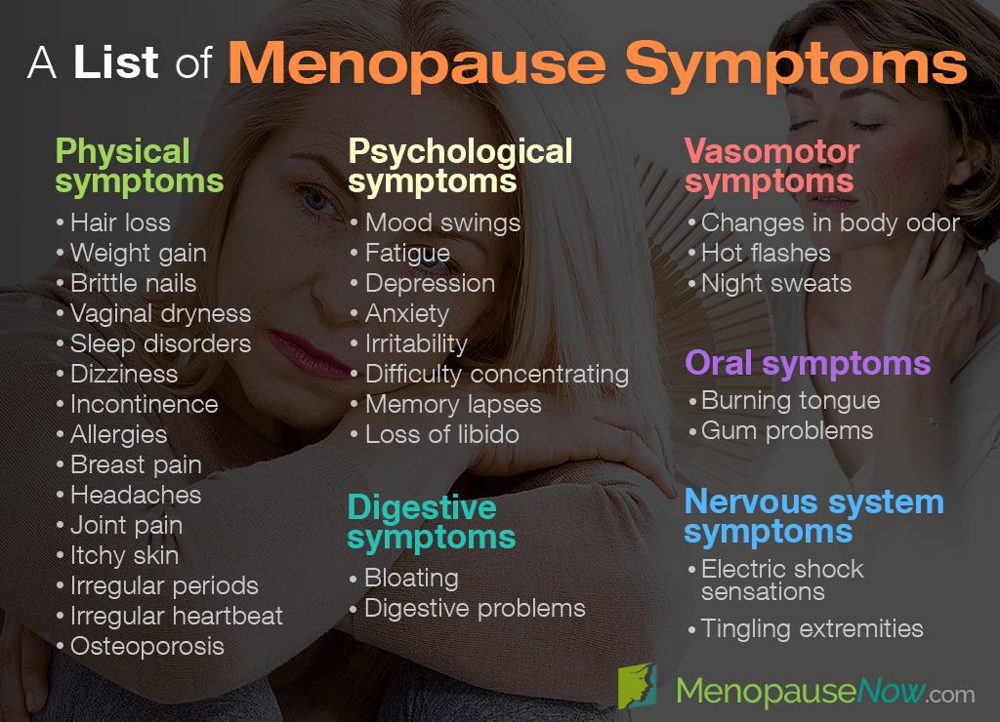 A List of Menopause Symptoms
Physical
symptoms
• Hair loss
• Weight gain
• Brittle nails
• Vaginal dryness
• Sleep disorders
• Dizziness
• Incontinence
• Allergies
• Breast pain
• Headaches
• Joint pain
• Itchy skin
• Irregular periods
• Irregular heartbeat
• Osteoporosis
Psychological
symptoms
• Mood swings
• Fatigue
• Depression
• Anxiety
• Irritability
• Difficulty concentrating
• Memory lapses
• Loss of libido
Digestive
symptoms
• Bloating
• Digestive problems
Vasomotor
symptoms
• Changes in body odor
• Hot flashes
• Night sweats
Oral symptoms
• Burning tongue
• Gum problems
Nervous system
symptoms
• Electric shock
sensations
• Tingling extremities
MenopauseNow.com